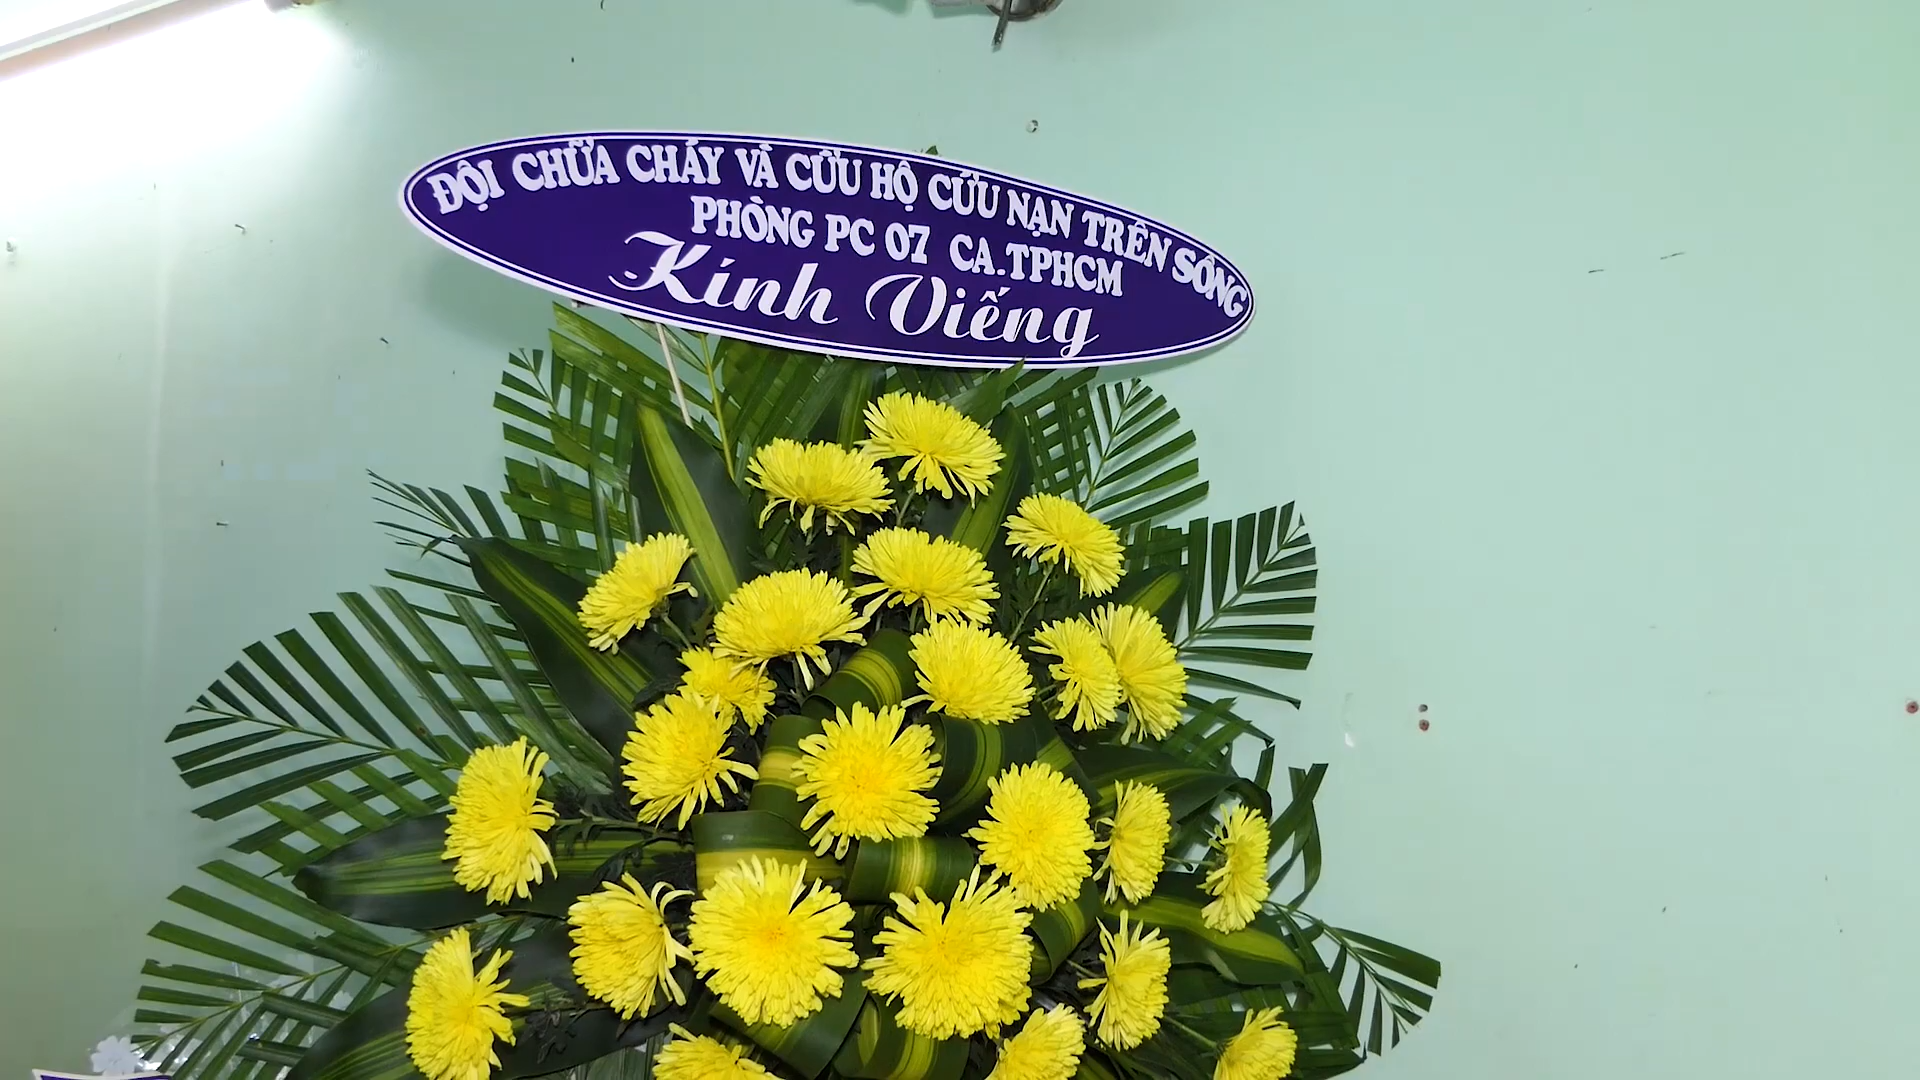 ĐỘI CHỮA CHÁY VÀ CỨU HỘ CỨU NẠN TRÊN SÔNG
PHÒNG PC 07 CA.TPHCM
Kính Viếng